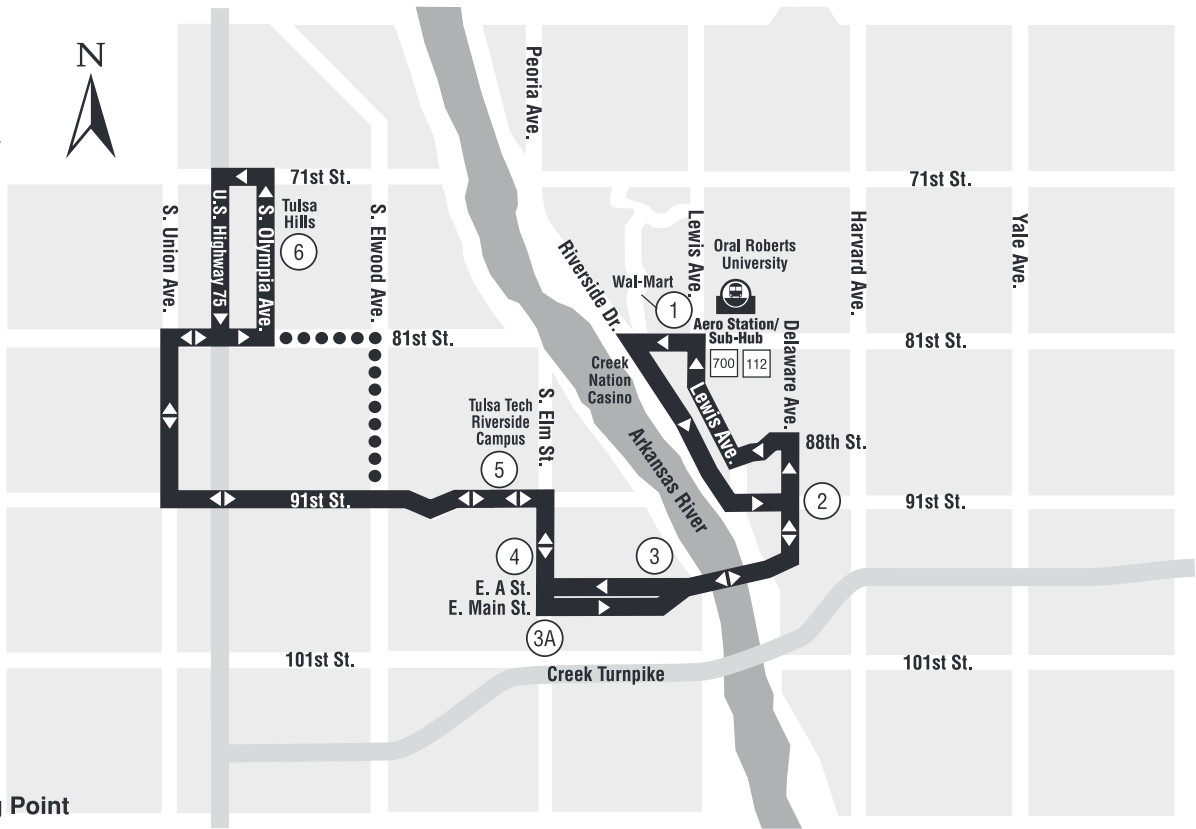 N
Peoria Ave.
71st St.
71st St.
S. Union Ave.
U.S. Highway 75
S. Olympia Ave.
Tulsa
Hills
6
S. Elwood Ave.
Riverside Dr.
Lewis Ave.
Oral Roberts
University
Harvard Ave.
Yale Ave.
Wal-Mart
1
Aero Station/
Sub-Hub
700
112
Delaware Ave.
81st St.
81st St.
Creek
Nation
Casino
Lewis Ave.
88th St.
Tulsa Tech
Riverside
Campus
5
S. Elm St.
Arkansas River
91st St.
2
91st St.
4
3
E. A St.
E. Main St.
3A
101st St.
101st St.
Creek Turnpike
Point